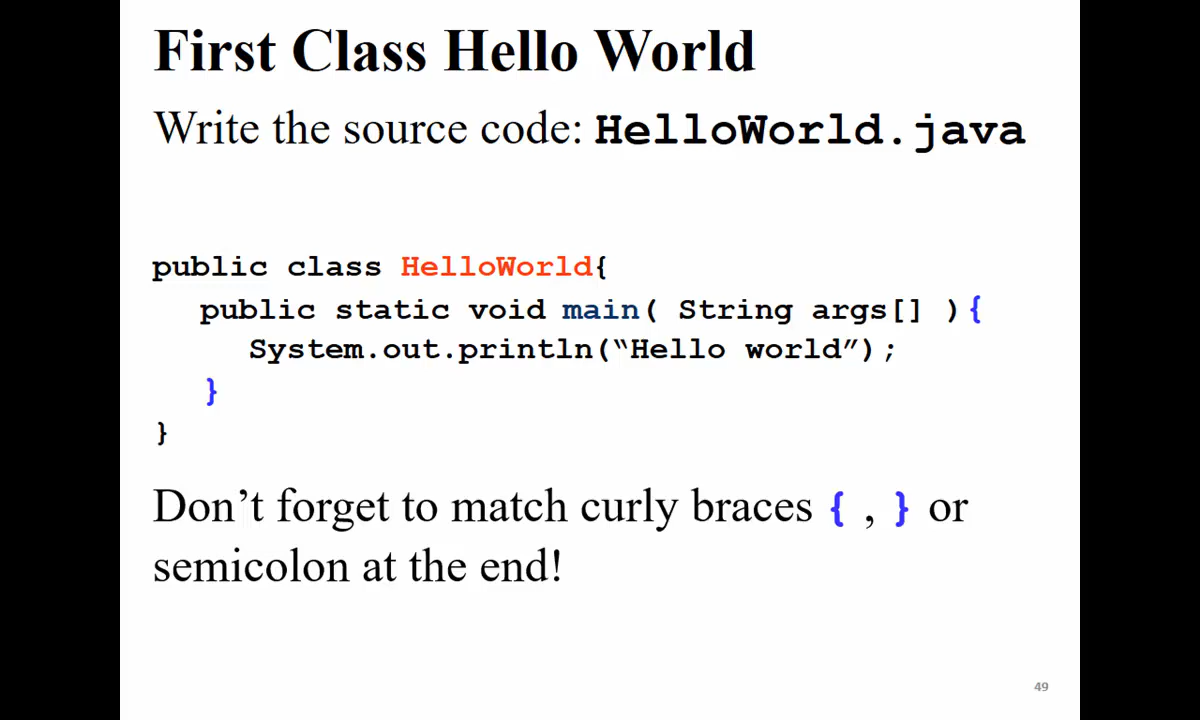 First Class Hello World
Write the source code: HelloWorld.java
public class HelloWorld{
public static void main( String args[] ){
System.out.println(“Hello world”);
}
}
Don’t forget to match curly braces { , } or
semicolon at the end!
49